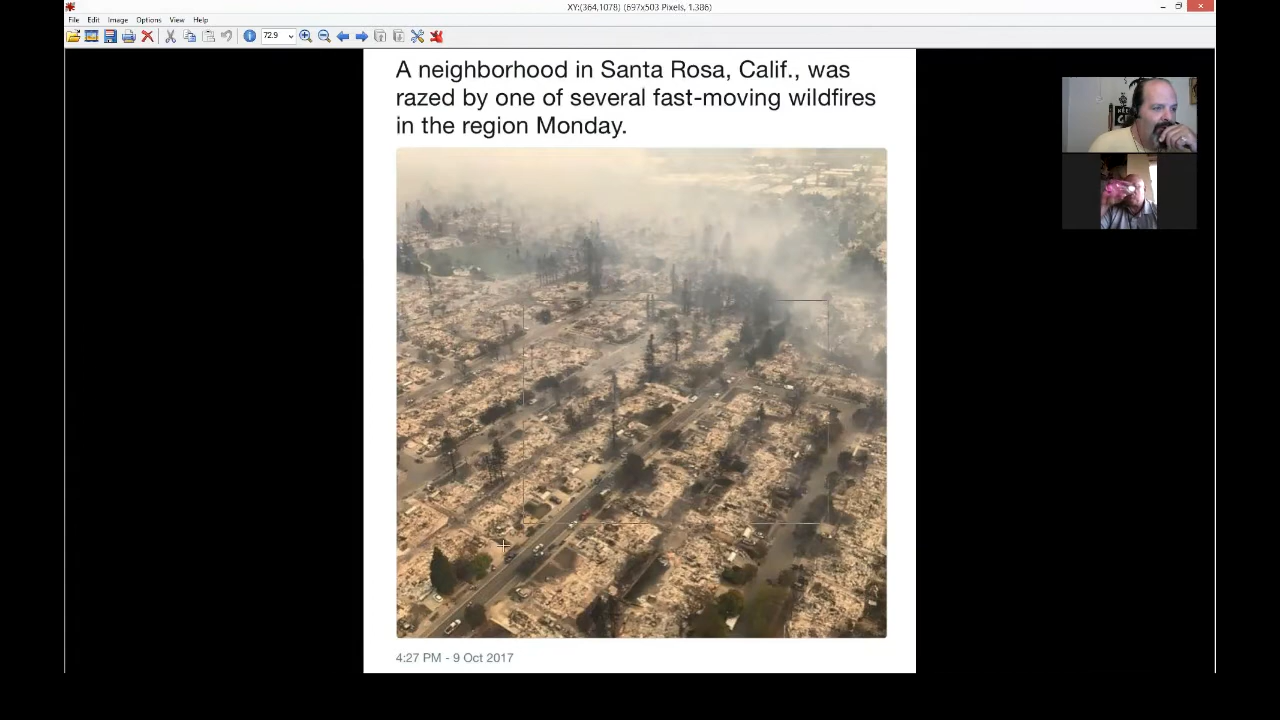 XY:(364,1078) (697x503 Pixels, 1.386)
File Edit Image Options View Help
72.9
A neighborhood in Santa Rosa, Calif., was
razed by one of several fast-moving wildfires
in the region Monday.
4:27 PM - 9 Oct 2017